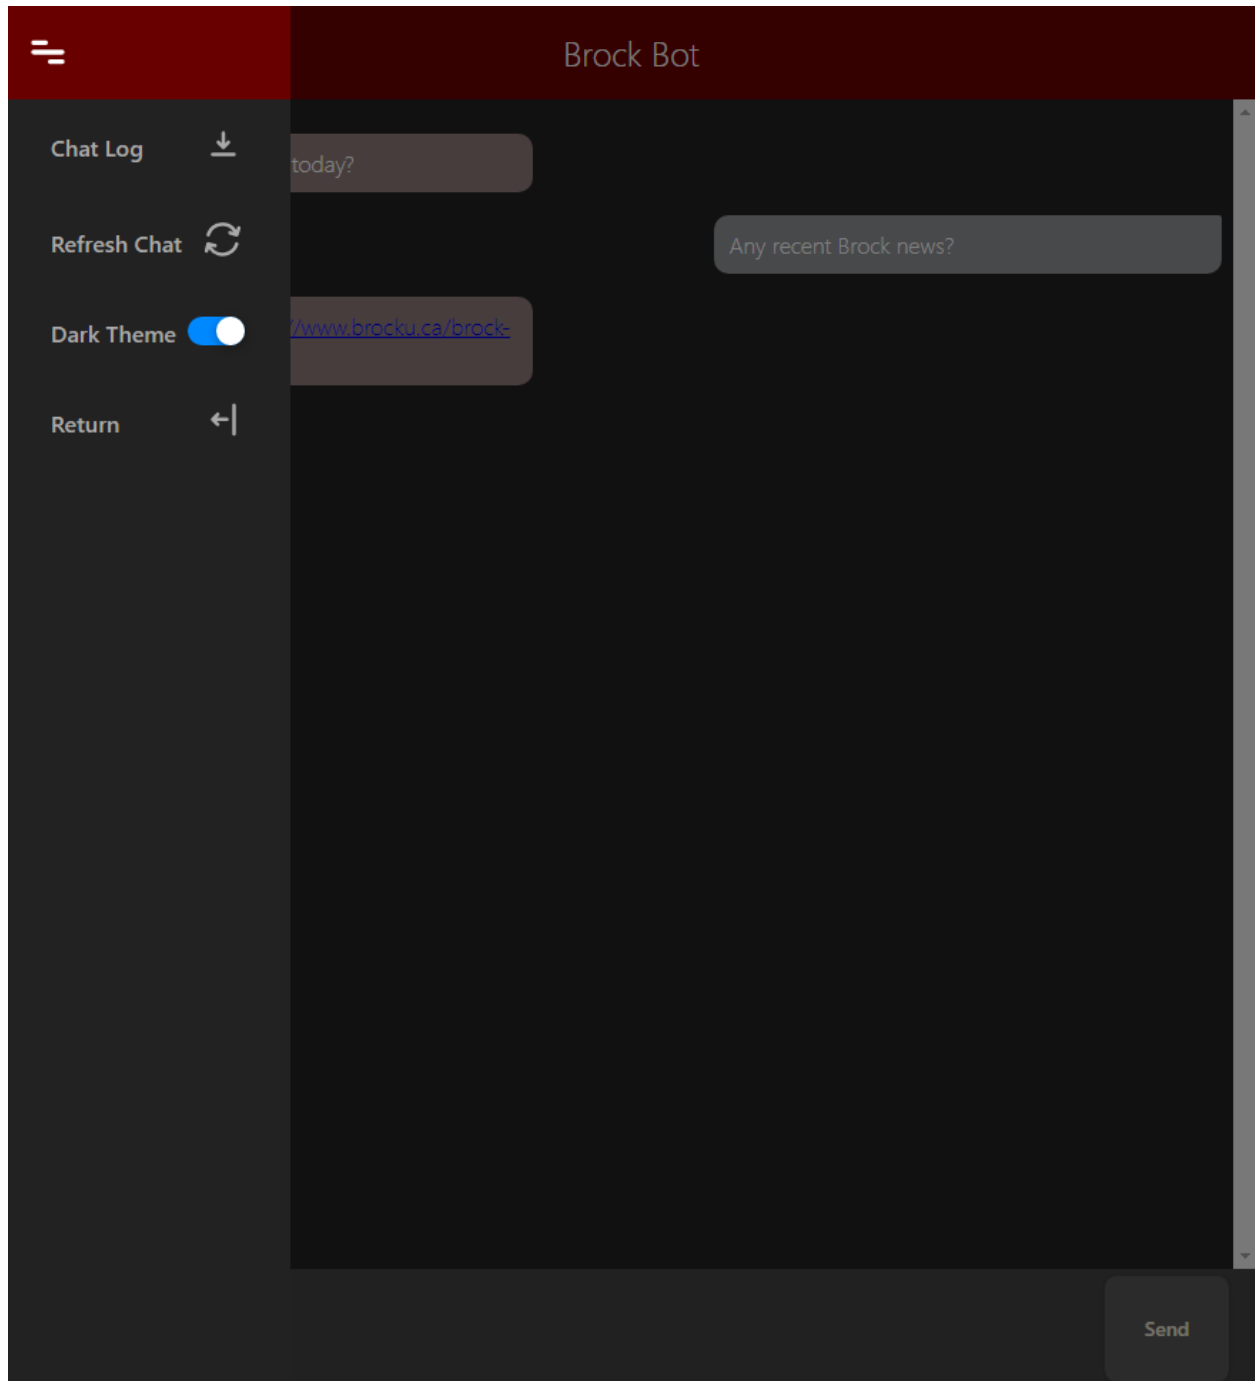 Brock Bot
Chat Log
today?
Refresh Chat
Any recent Brock news?
Dark Theme
//www.brocku.ca/brock-
Return
Send